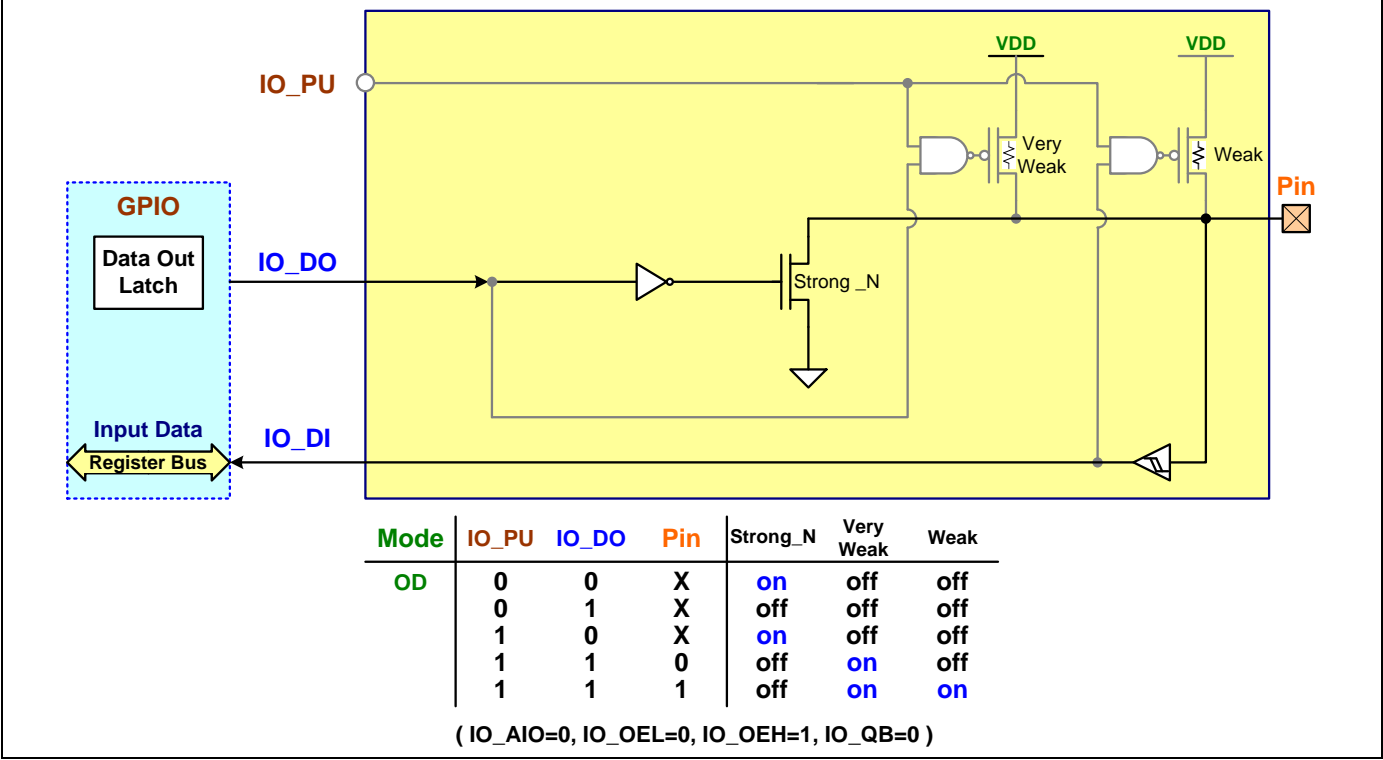 VDD VDD
IO_PU
Very
Weak
Weak
Pin
GPIO
Data Out
Latch
IO_DO
Strong _N
Input Data
IO_DI
Register Bus
Mode IO_PU IO_DO Pin Strong_N Very Weak Weak
OD 0 0 X on off off
0 1 X off off off
1 0 X on off off
1 1 0 off on off
1 1 1 off on on
( IO_AIO=0, IO_OEL=0, IO_OEH=1, IO_QB=0 )